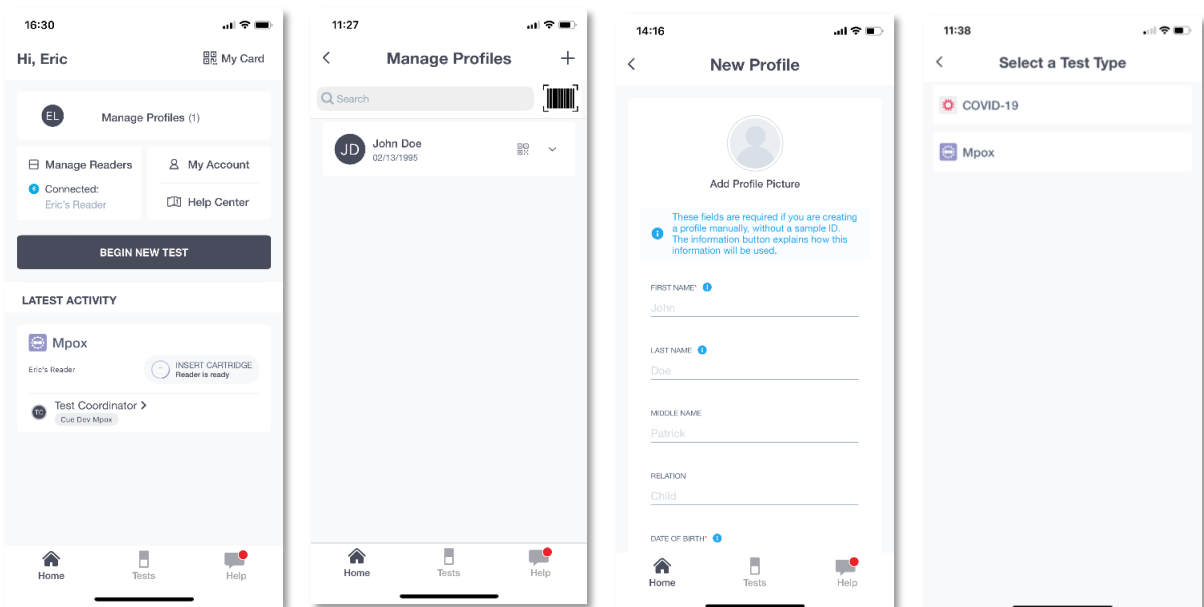 16:30
Hi, Eric
My Card
EL
Manage Profiles (1)
Manage Readers
Connected:
Eric's Reader
My Account
Help Center
BEGIN NEW TEST
LATEST ACTIVITY
Mpox
Eric's Reader
INSERT CARTRIDGE
Reader is ready
TC
Test Coordinator
Cue Dev Mpox
Home
Tests
Help
11:27
Manage Profiles
Search
JD
John Doe
02/13/1995
Home
Tests
Help
14:16
New Profile
Add Profile Picture
These fields are required if you are creating
a profile manually, without a sample ID.
The information button explains how this
information will be used.
FIRST NAME*
John
LAST NAME
Doe
MIDDLE NAME
Patrick
RELATION
Child
DATE OF BIRTH*
Home
Tests
Help
11:38
Select a Test Type
COVID-19
Mpox